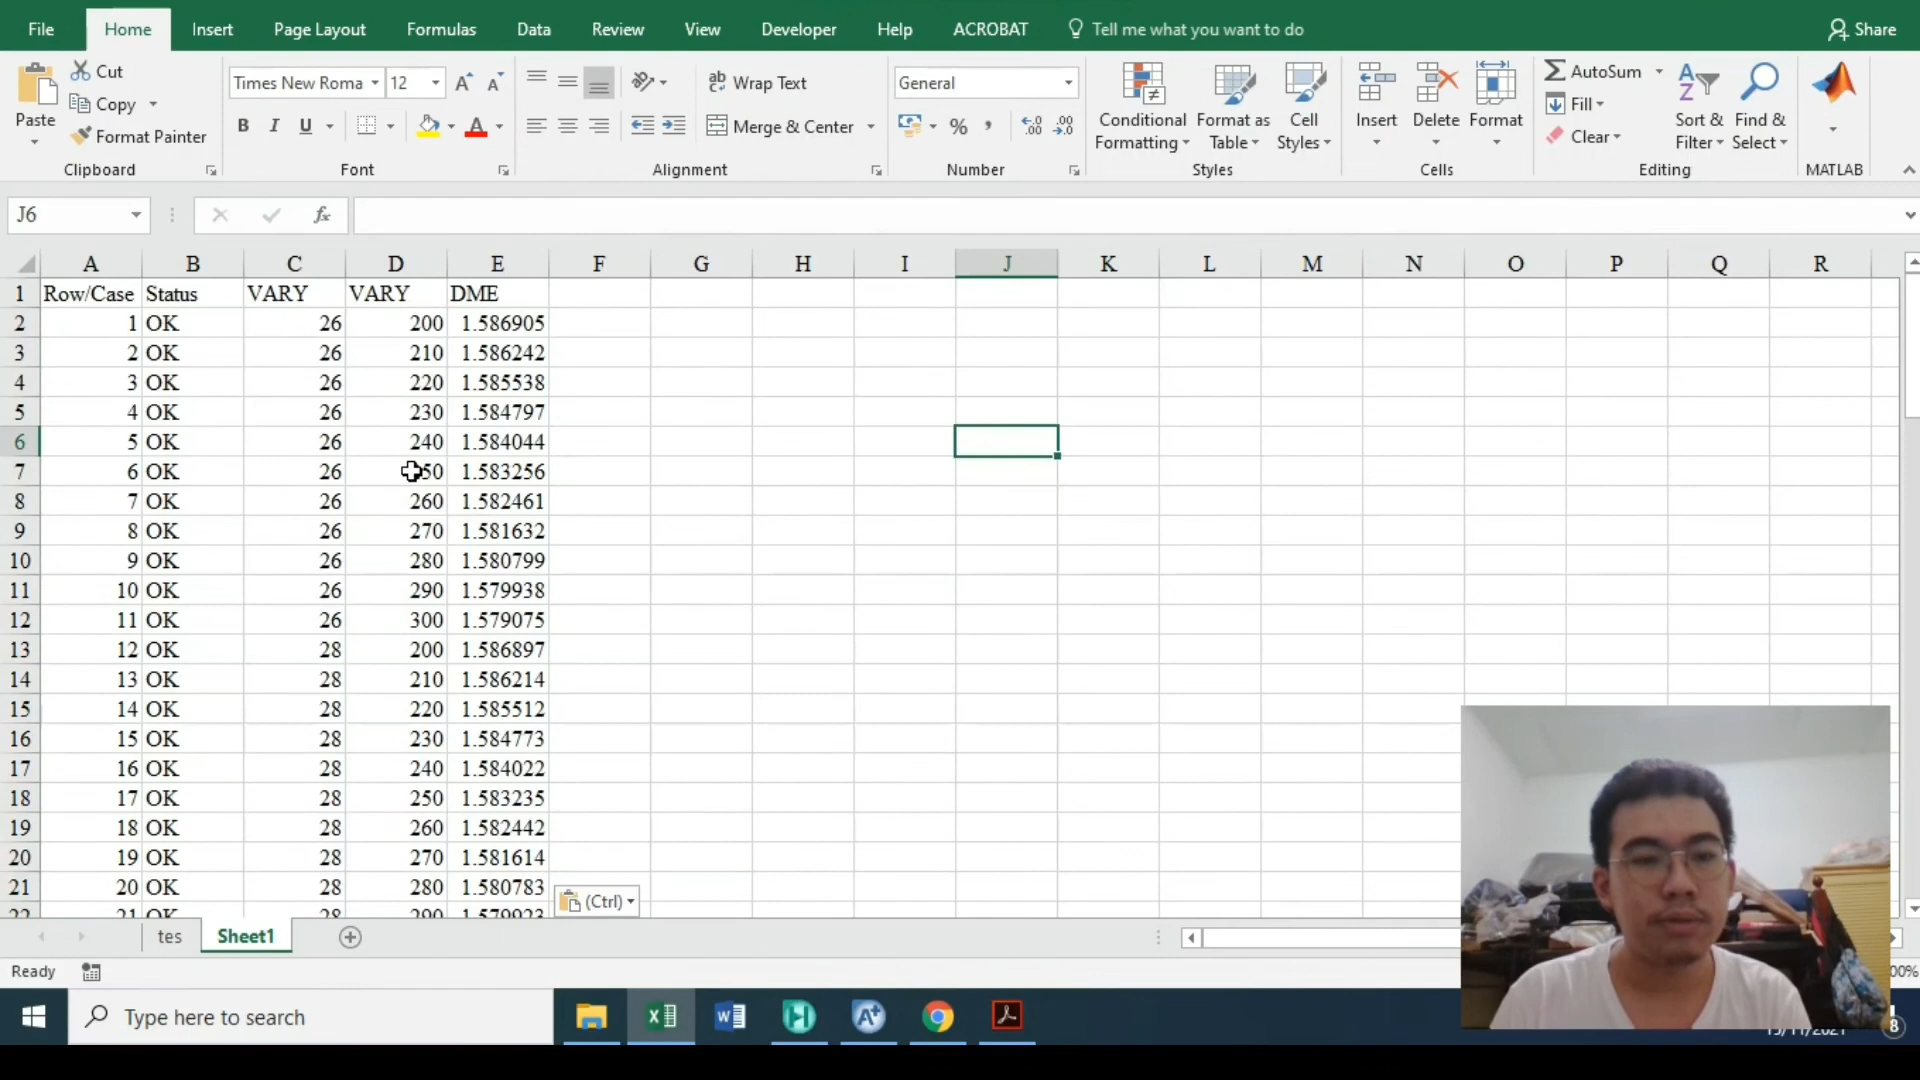 File Home Insert Page Layout Formulas Data Review View Developer Help ACROBAT Tell me what you want to do Share
Cut
Copy
Format Painter
Paste
Clipboard
Times New Roma 12
B I U A
Font
Wrap Text
Merge & Center
Alignment
General
%
Number
Conditional Formatting
Format as Table
Cell Styles
Styles
Insert Delete Format
Cells
AutoSum
Fill
Clear
Sort & Filter
Find & Select
Editing
MATLAB
J6 fx
A B C D E F G H I J K L M N O P Q R
1 Row/Case Status VARY VARY DME
2 1 OK 26 200 1.586905
3 2 OK 26 210 1.586242
4 3 OK 26 220 1.585538
5 4 OK 26 230 1.584797
6 5 OK 26 240 1.584044
7 6 OK 26 50 1.583256
8 7 OK 26 260 1.582461
9 8 OK 26 270 1.581632
10 9 OK 26 280 1.580799
11 10 OK 26 290 1.579938
12 11 OK 26 300 1.579075
13 12 OK 28 200 1.586897
14 13 OK 28 210 1.586214
15 14 OK 28 220 1.585512
16 15 OK 28 230 1.584773
17 16 OK 28 240 1.584022
18 17 OK 28 250 1.583235
19 18 OK 28 260 1.582442
20 19 OK 28 270 1.581614
21 20 OK 28 280 1.580783
22 21 OK 28 290 1.579923
(Ctrl)
tes Sheet1
Ready
Type here to search